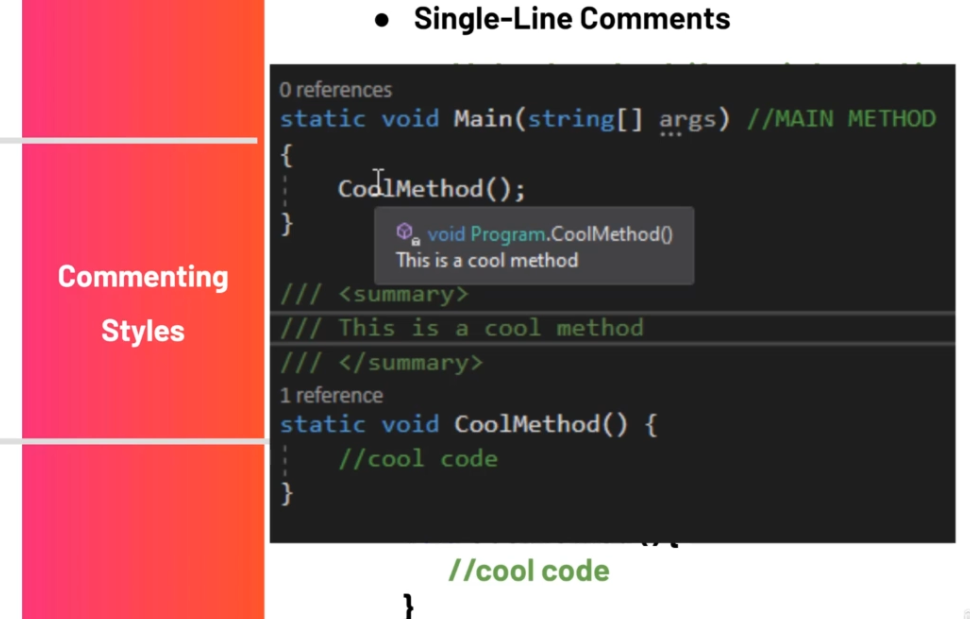 ● Single-Line Comments
Commenting
Styles
0 references
static void Main(string[] args) //MAIN METHOD
{
CoolMethod();
}
void Program.CoolMethod()
This is a cool method
/// <summary>
/// This is a cool method
/// </summary>
1 reference
static void CoolMethod() {
//cool code
}
//cool code
}